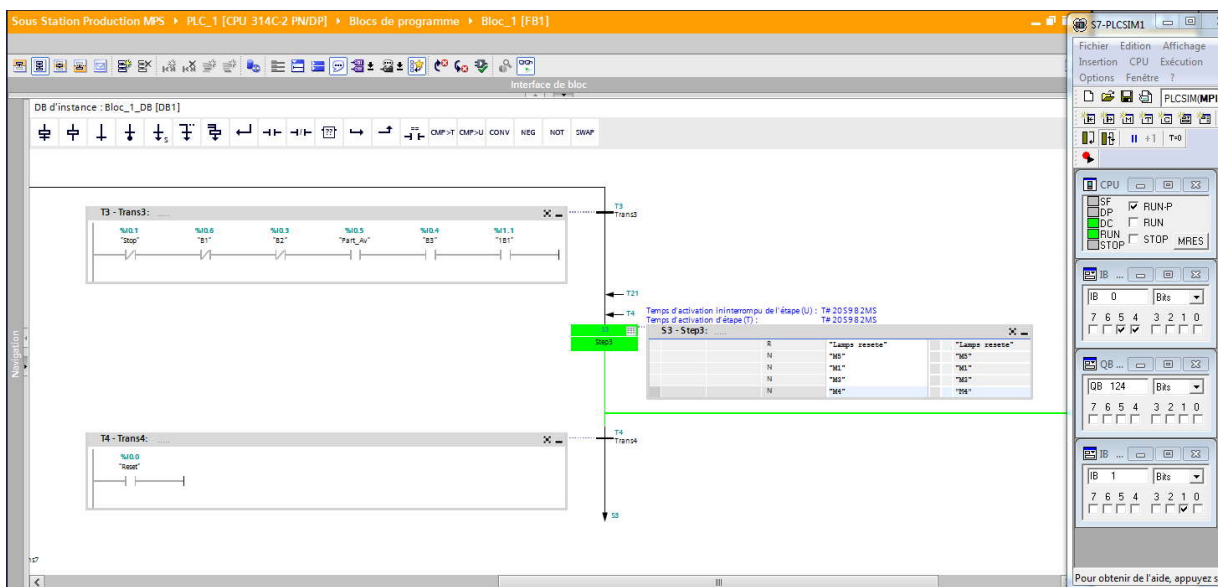 Sous Station Production MPS ▸ PLC_1 [CPU 314C-2 PN/DP] ▸ Blocs de programme ▸ Bloc_1 [FB1]
Interface de bloc
DB d'instance : Bloc_1_DB [DB1]
CMP>T CMP>U CONV NEG NOT SWAP
T3 - Trans3: .....
%I0.1 %I0.6 %I0.3 %I0.5 %I0.4 %I1.1
"Stop" "B1" "B2" "Part_Av" "B3" "1B1"
T3
Trans3
T21
T4
Temps d'activation ininterrompu de l'étape (U) : T#20S982MS
Temps d'activation d'étape (T) : T#20S982MS
S3
Step3
S3 - Step3: .....
R "Lamps resete" "Lamps resete"
N "M5" "M5"
N "M1" "M1"
N "M3" "M3"
N "M4" "M4"
T4 - Trans4: .....
%I0.0
"Reset"
T4
Trans4
S3
Navigation
S7-PLCSIM1
Fichier Edition Affichage
Insertion CPU Exécution
Options Fenêtre ?
PLCSIM(MPI
+1 T=0
CPU
SF
DP
DC
RUN
STOP
RUN-P
RUN
STOP MRES
IB ...
IB 0 Bits
7 6 5 4 3 2 1 0
QB ...
QB 124 Bits
7 6 5 4 3 2 1 0
IB ...
IB 1 Bits
7 6 5 4 3 2 1 0
Pour obtenir de l'aide, appuyez s